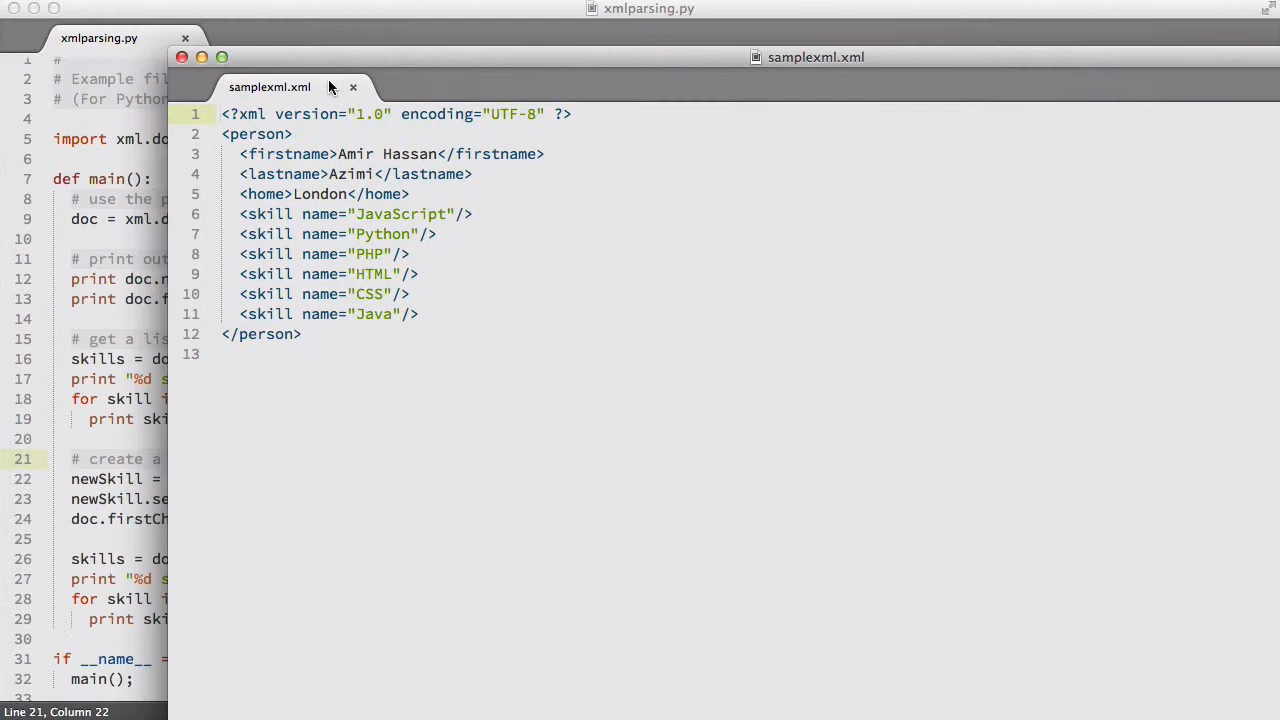 xmlparsing.py
xmlparsing.py ×
samplexml.xml
samplexml.xml ×
1 #
2 # Example fil
3 # (For Python
4
5 import xml.do
6
7 def main():
8 # use the p
9 doc = xml.d
10
11 # print out
12 print doc.n
13 print doc.f
14
15 # get a lis
16 skills = do
17 print "%d s
18 for skill i
19 print ski
20
21 # create a
22 newSkill =
23 newSkill.se
24 doc.firstCh
25
26 skills = do
27 print "%d s
28 for skill i
29 print ski
30
31 if __name__ =
32 main();
33
1 <?xml version="1.0" encoding="UTF-8" ?>
2 <person>
3 <firstname>Amir Hassan</firstname>
4 <lastname>Azimi</lastname>
5 <home>London</home>
6 <skill name="JavaScript"/>
7 <skill name="Python"/>
8 <skill name="PHP"/>
9 <skill name="HTML"/>
10 <skill name="CSS"/>
11 <skill name="Java"/>
12 </person>
13
Line 21, Column 22